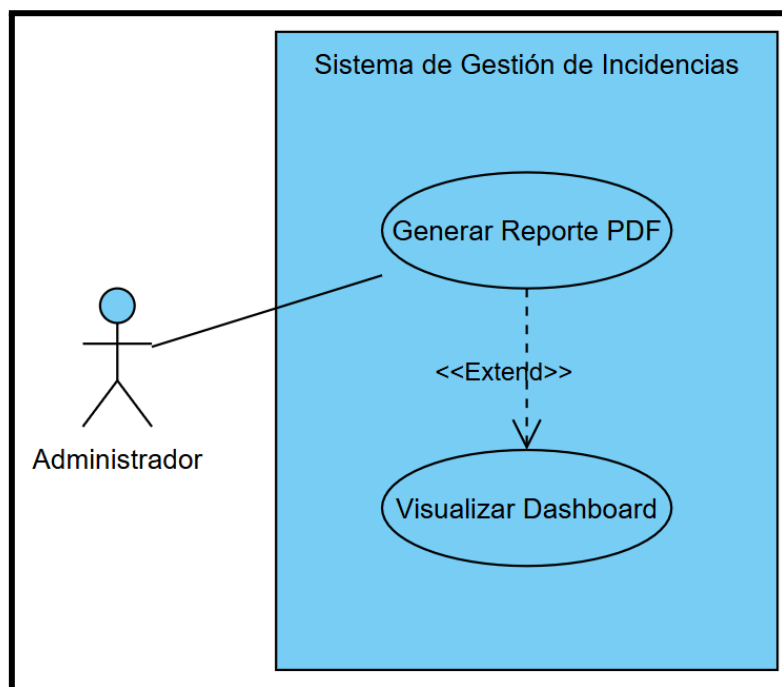 Sistema de Gestión de Incidencias
Generar Reporte PDF
<<Extend>>
Administrador
Visualizar Dashboard